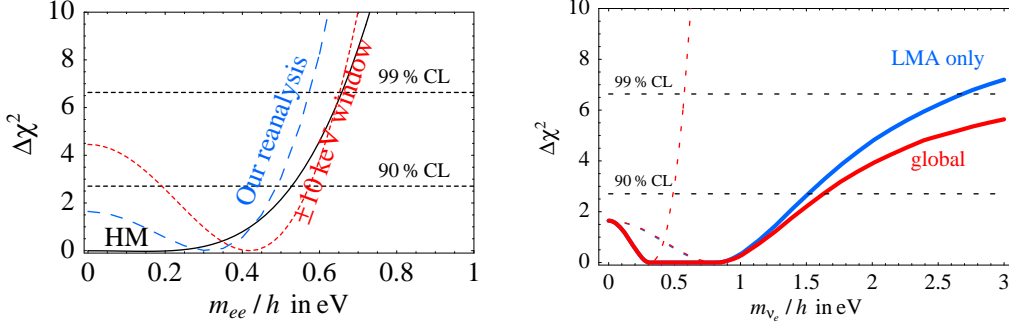 10
8
6
4
2
0
Δχ²
99 % CL
90 % CL
HM
Our reanalysis
±10 keV window
0 0.2 0.4 0.6 0.8 1
m_ee / h in eV
10
8
6
4
2
0
Δχ²
LMA only
99 % CL
global
90 % CL
0 0.5 1 1.5 2 2.5 3
m_νe / h in eV